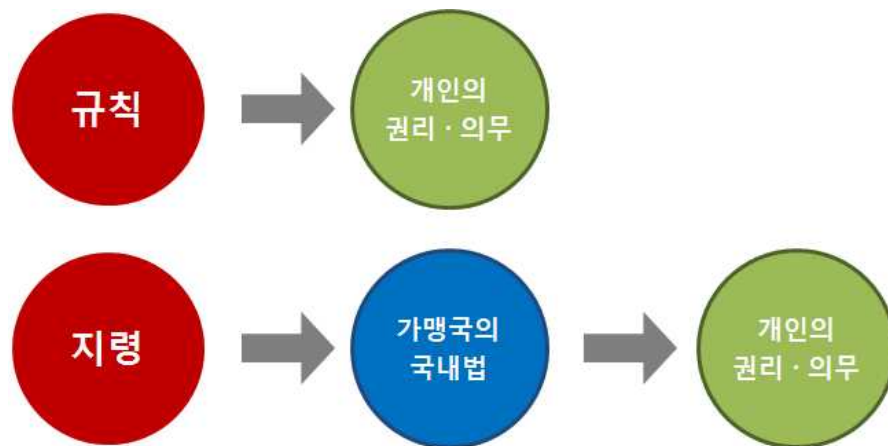 규칙
개인의
권리 · 의무
지령
가맹국의
국내법
개인의
권리 · 의무